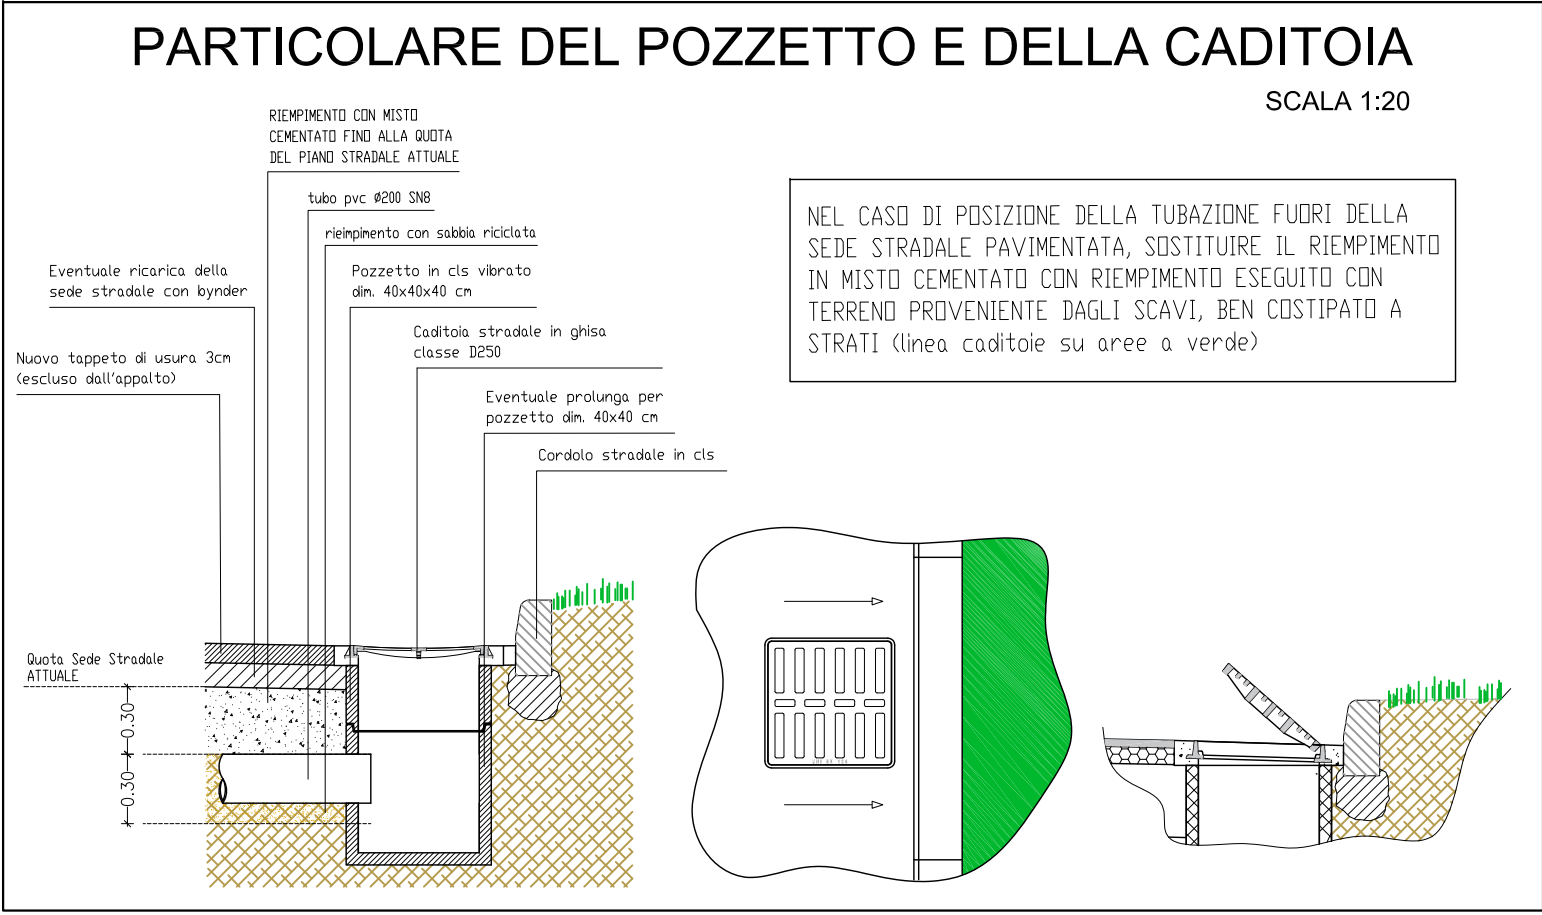 PARTICOLARE DEL POZZETTO E DELLA CADITOIA
SCALA 1:20
RIEMPIMENTO CON MISTO
CEMENTATO FINO ALLA QUOTA
DEL PIANO STRADALE ATTUALE
tubo pvc Ø200 SN8
rieimpimento con sabbia riciclata
Eventuale ricarica della
sede stradale con bynder
Pozzetto in cls vibrato
dim. 40x40x40 cm
Caditoia stradale in ghisa
classe D250
Nuovo tappeto di usura 3cm
(escluso dall'appalto)
Eventuale prolunga per
pozzetto dim. 40x40 cm
Cordolo stradale in cls
NEL CASO DI POSIZIONE DELLA TUBAZIONE FUORI DELLA
SEDE STRADALE PAVIMENTATA, SOSTITUIRE IL RIEMPIMENTO
IN MISTO CEMENTATO CON RIEMPIMENTO ESEGUITO CON
TERRENO PROVENIENTE DAGLI SCAVI, BEN COSTIPATO A
STRATI (linea caditoie su aree a verde)
Quota Sede Stradale
ATTUALE
0.30
0.30